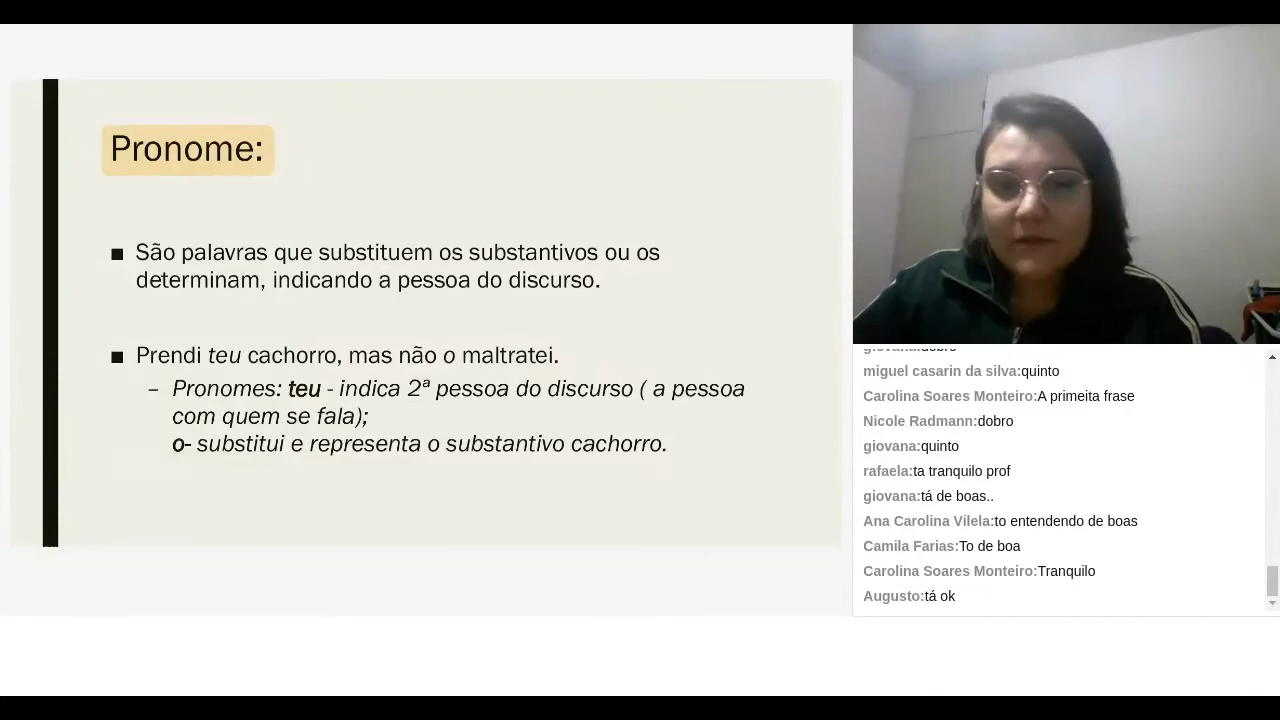 Pronome:
■ São palavras que substituem os substantivos ou os
determinam, indicando a pessoa do discurso.
■ Prendi teu cachorro, mas não o maltratei.
– Pronomes: teu - indica 2ª pessoa do discurso ( a pessoa
com quem se fala);
o- substitui e representa o substantivo cachorro.
giovana:dobro
miguel casarin da silva:quinto
Carolina Soares Monteiro:A primeita frase
Nicole Radmann:dobro
giovana:quinto
rafaela:ta tranquilo prof
giovana:tá de boas..
Ana Carolina Vilela:to entendendo de boas
Camila Farias:To de boa
Carolina Soares Monteiro:Tranquilo
Augusto:tá ok